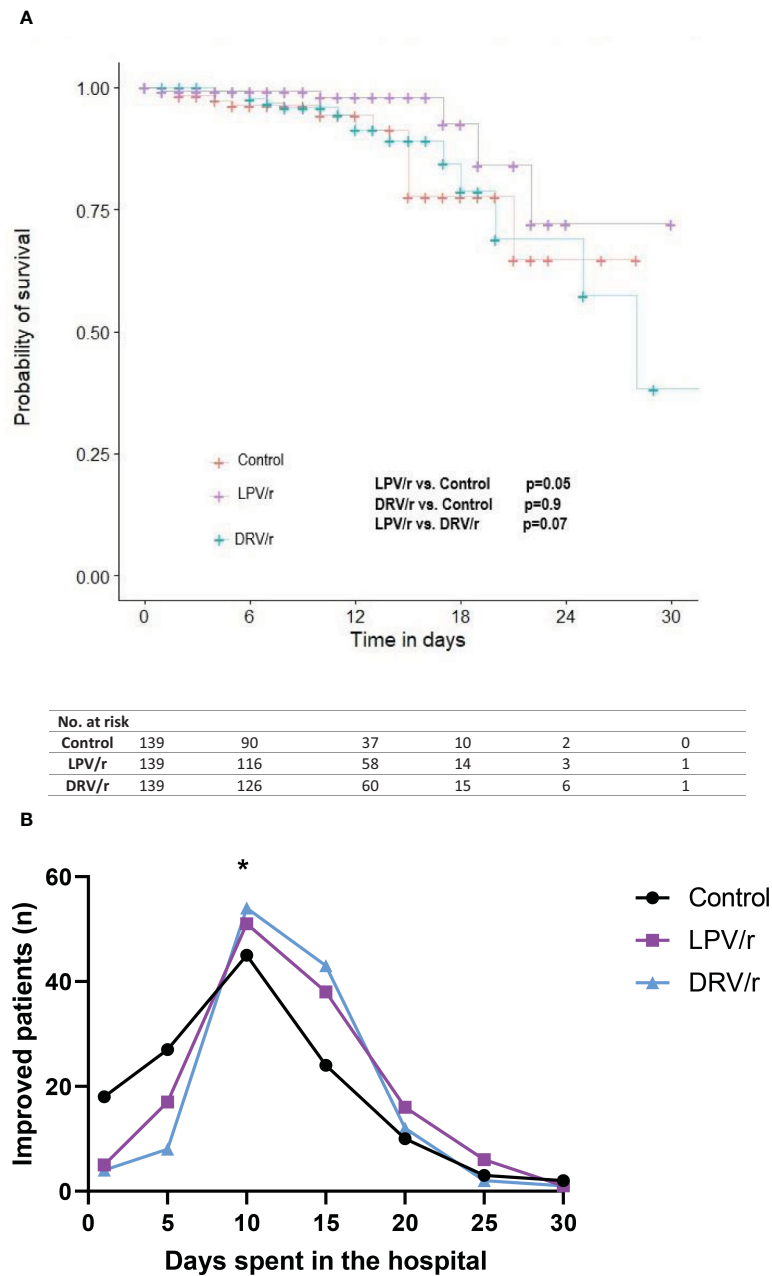 A
Probability of survival
1.00
0.75
0.50
0.25
0.00
Control
LPV/r
DRV/r
LPV/r vs. Control p=0.05
DRV/r vs. Control p=0.9
LPV/r vs. DRV/r p=0.07
0 6 12 18 24 30
Time in days
No. at risk
Control 139 90 37 10 2 0
LPV/r 139 116 58 14 3 1
DRV/r 139 126 60 15 6 1
B
*
Improved patients (n)
60
40
20
0
0 5 10 15 20 25 30
Days spent in the hospital
Control
LPV/r
DRV/r